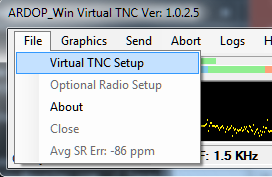 ARDOP_Win Virtual TNC Ver: 1.0.2.5
File Graphics Send Abort Logs
Virtual TNC Setup
Optional Radio Setup
About
Close
Avg SR Err: -86 ppm
F: 1.5 KHz